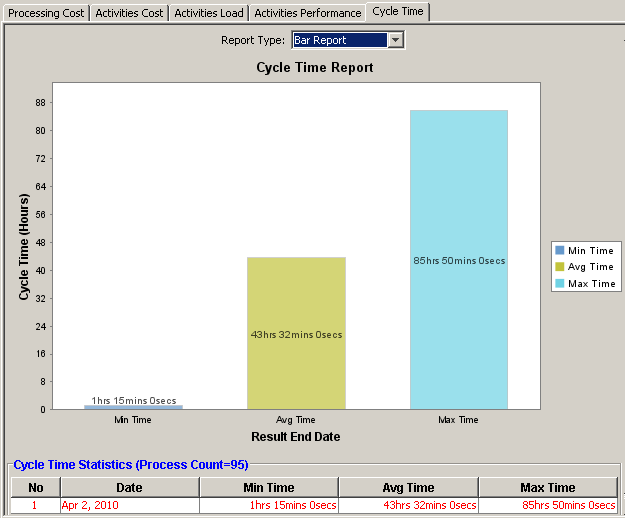 Processing Cost Activities Cost Activities Load Activities Performance Cycle Time
Report Type: Bar Report
Cycle Time Report
88
80
72
64
56
48
40
32
24
16
8
0
Cycle Time (Hours)
1hrs 15mins 0secs
43hrs 32mins 0secs
85hrs 50mins 0secs
Min Time Avg Time Max Time
Result End Date
Min Time
Avg Time
Max Time
Cycle Time Statistics (Process Count=95)
No Date Min Time Avg Time Max Time
1 Apr 2, 2010 1hrs 15mins 0secs 43hrs 32mins 0secs 85hrs 50mins 0secs